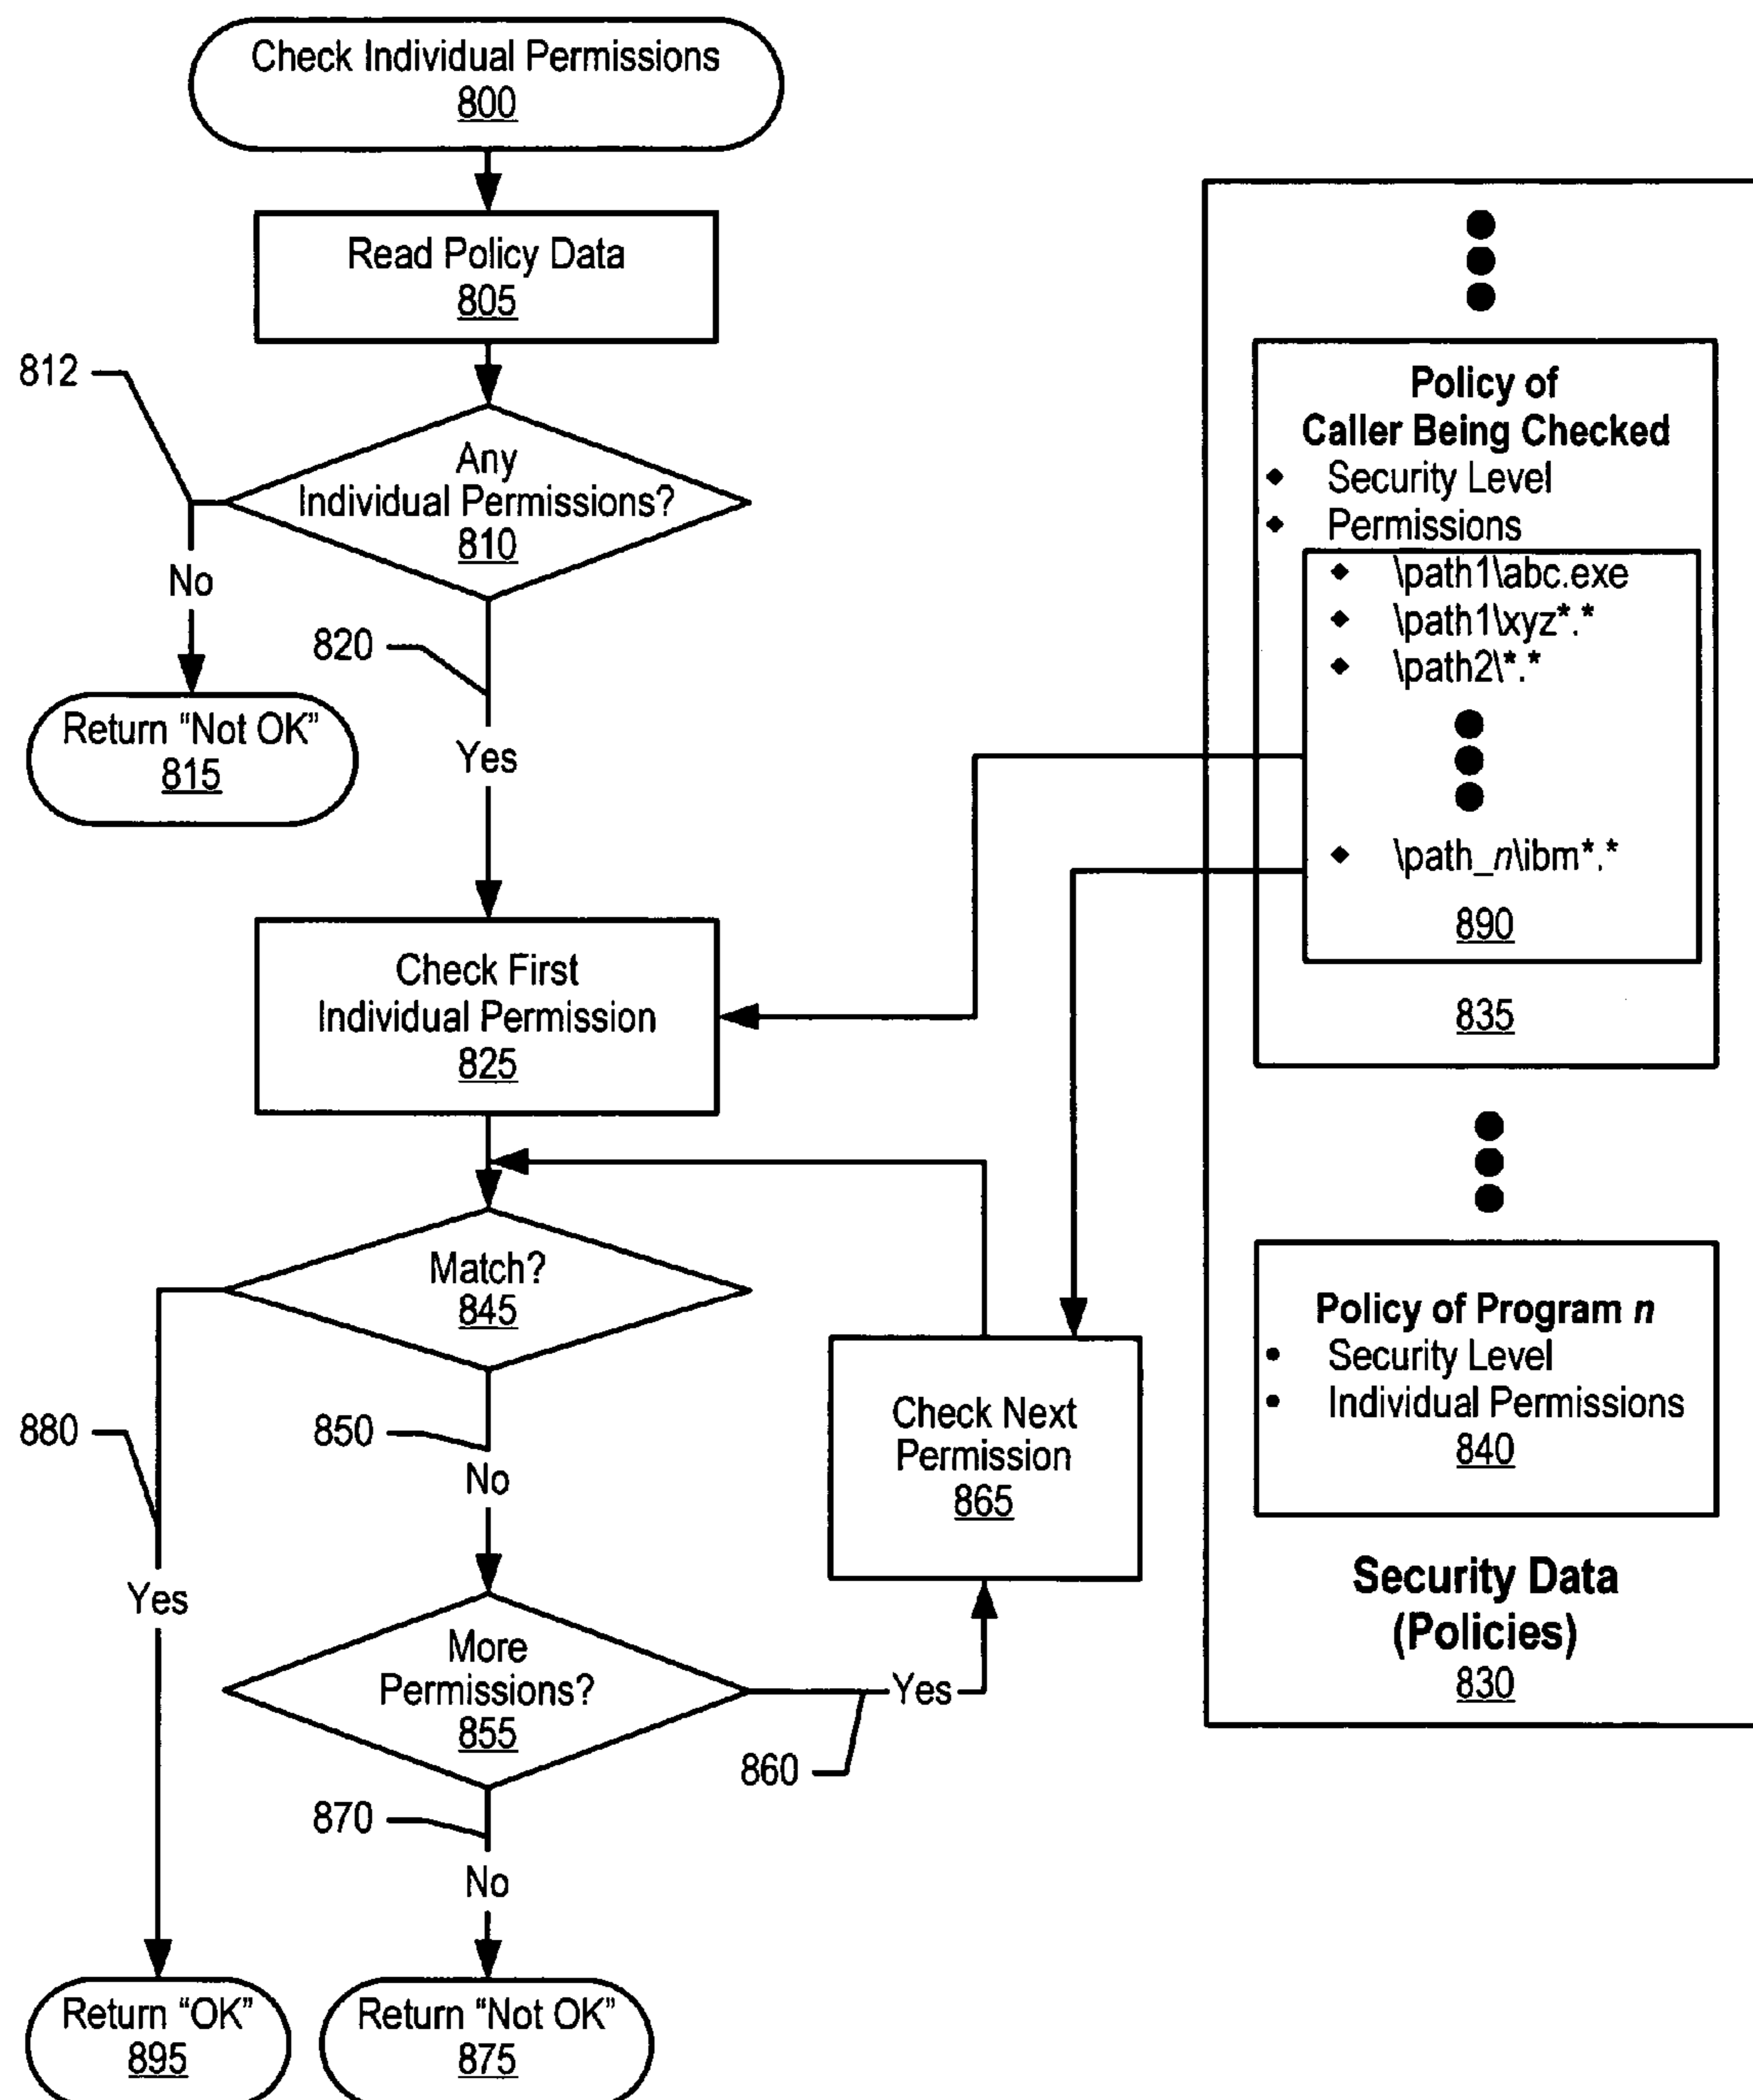 Check Individual Permissions
800
Read Policy Data
805
812
Any
Individual Permissions?
810
No
820
Return “Not OK”
815
Yes
Check First
Individual Permission
825
Match?
845
880
850
No
Yes
Check Next
Permission
865
More
Permissions?
855
Yes
860
870
No
Return “OK”
895
Return “Not OK”
875
Policy of
Caller Being Checked
◆ Security Level
◆ Permissions
◆ \path1\abc.exe
◆ \path1\xyz*.*
◆ \path2\*.*
◆ \path_n\ibm*.*
890
835
Policy of Program n
• Security Level
• Individual Permissions
840
Security Data
(Policies)
830